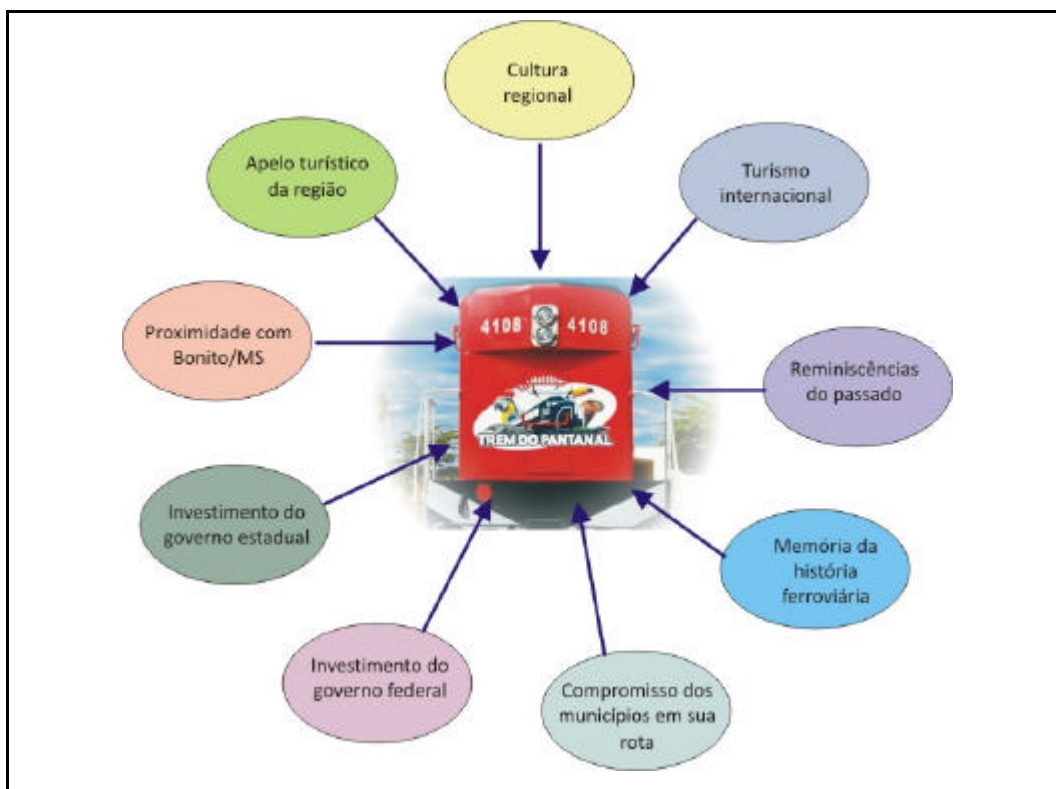 Cultura
regional
Apelo turístico
da região
Turismo
internacional
Proximidade com
Bonito/MS
4108 4108
TREM DO PANTANAL
Reminiscências
do passado
Investimento do
governo estadual
Memória da
história
ferroviária
Investimento do
governo federal
Compromisso dos
municípios em sua
rota